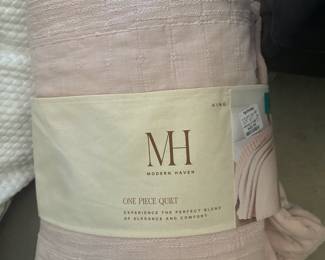 KING
MH
MODERN HAVEN
ONE PIECE QUILT
EXPERIENCE THE PERFECT BLEND
OF ELEGANCE AND COMFORT